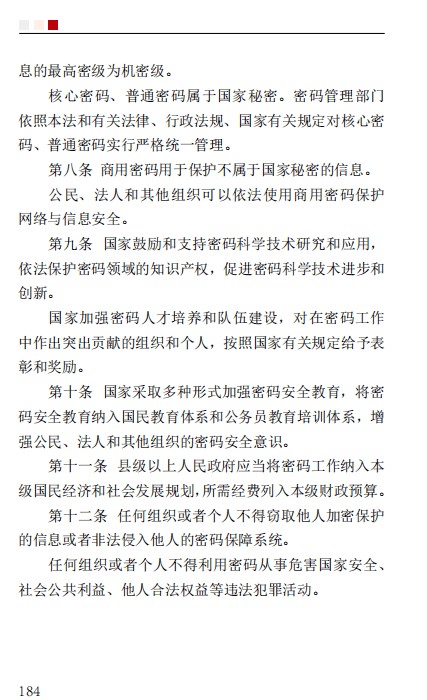 息的最高密级为机密级。
核心密码、普通密码属于国家秘密。密码管理部门
依照本法和有关法律、行政法规、国家有关规定对核心密
码、普通密码实行严格统一管理。
第八条 商用密码用于保护不属于国家秘密的信息。
公民、法人和其他组织可以依法使用商用密码保护
网络与信息安全。
第九条 国家鼓励和支持密码科学技术研究和应用，
依法保护密码领域的知识产权，促进密码科学技术进步和
创新。
国家加强密码人才培养和队伍建设，对在密码工作
中作出突出贡献的组织和个人，按照国家有关规定给予表
彰和奖励。
第十条 国家采取多种形式加强密码安全教育，将密
码安全教育纳入国民教育体系和公务员教育培训体系，增
强公民、法人和其他组织的密码安全意识。
第十一条 县级以上人民政府应当将密码工作纳入本
级国民经济和社会发展规划，所需经费列入本级财政预算。
第十二条 任何组织或者个人不得窃取他人加密保护
的信息或者非法侵入他人的密码保障系统。
任何组织或者个人不得利用密码从事危害国家安全、
社会公共利益、他人合法权益等违法犯罪活动。
184